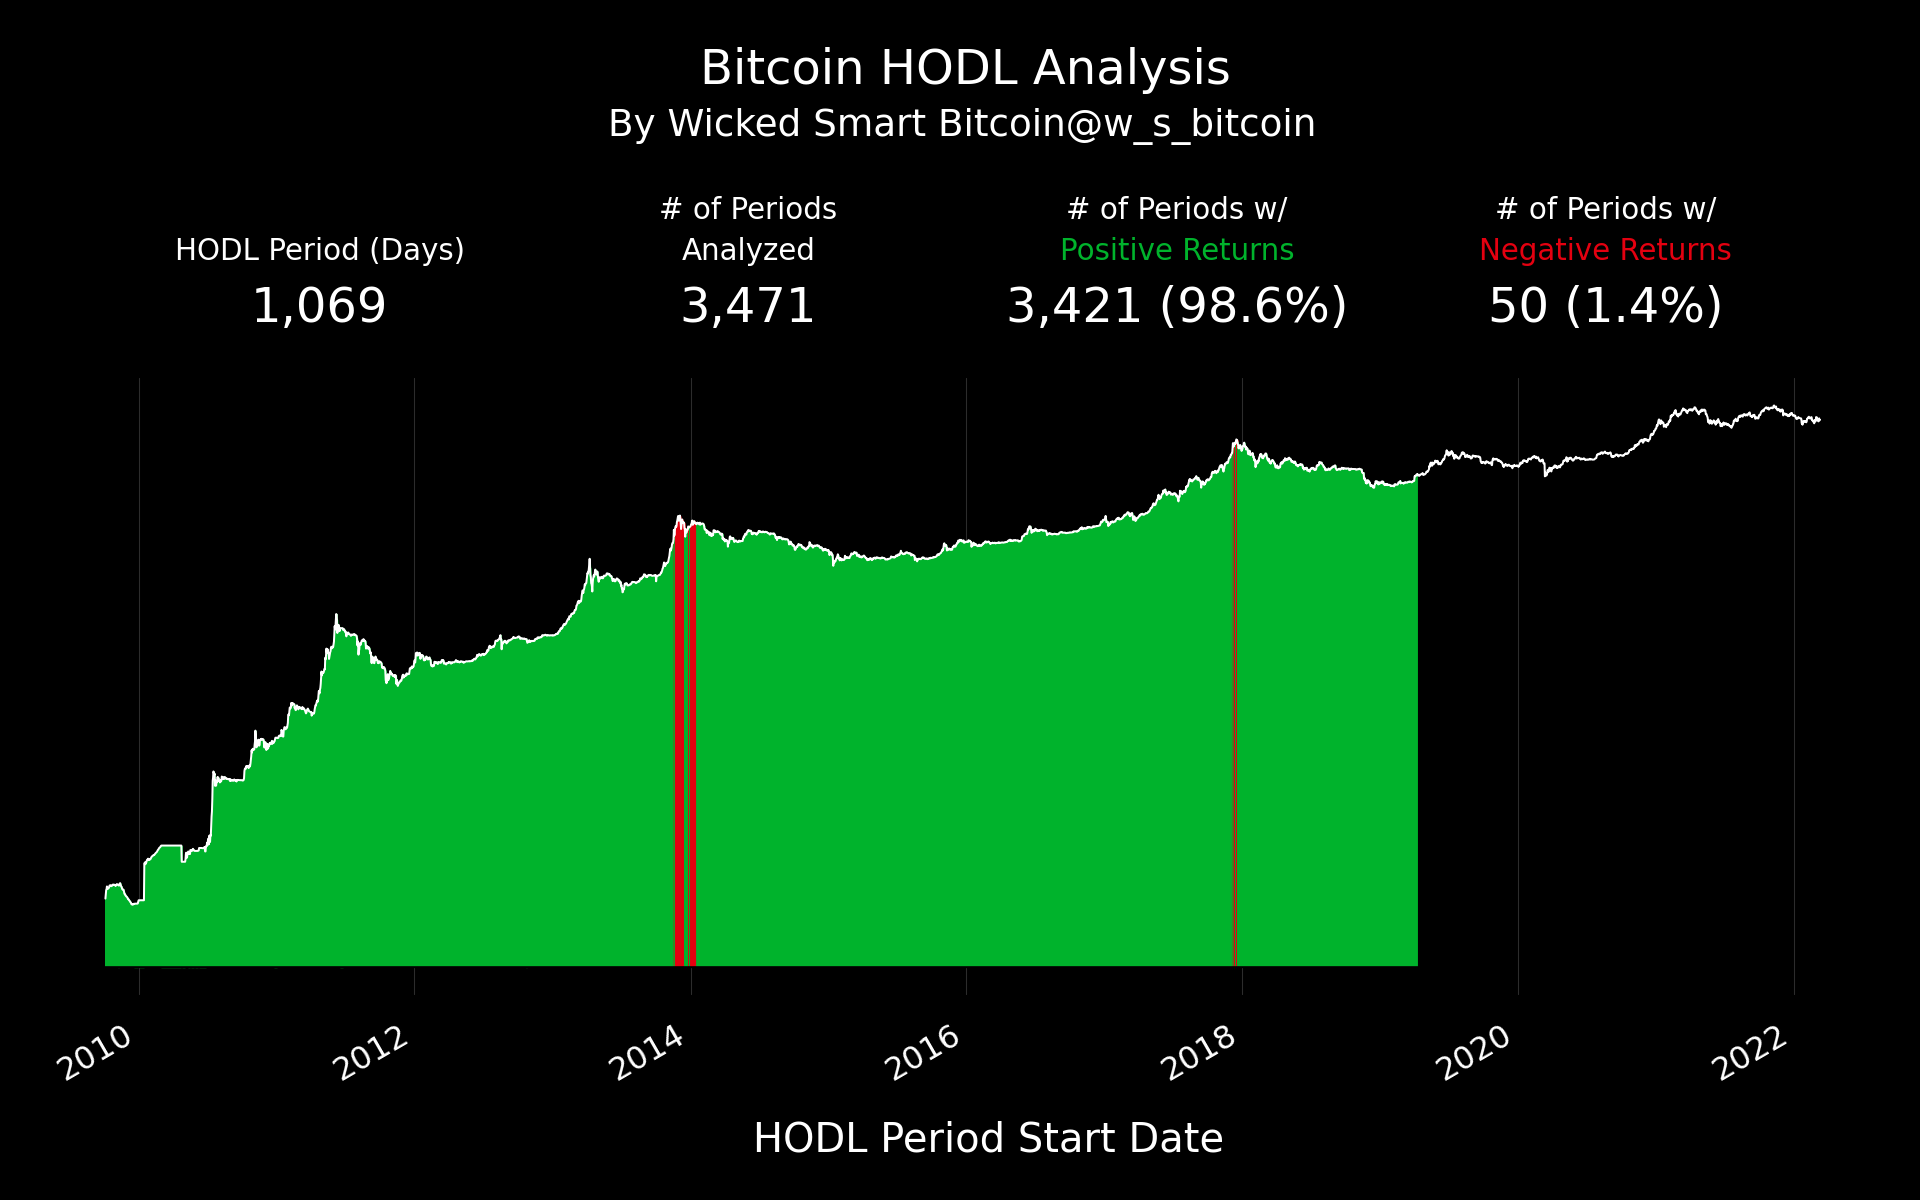 Bitcoin HODL Analysis
By Wicked Smart Bitcoin@w_s_bitcoin
HODL Period (Days)
1,069
# of Periods
Analyzed
3,471
# of Periods w/
Positive Returns
3,421 (98.6%)
# of Periods w/
Negative Returns
50 (1.4%)
2010
2012
2014
2016
2018
2020
2022
HODL Period Start Date